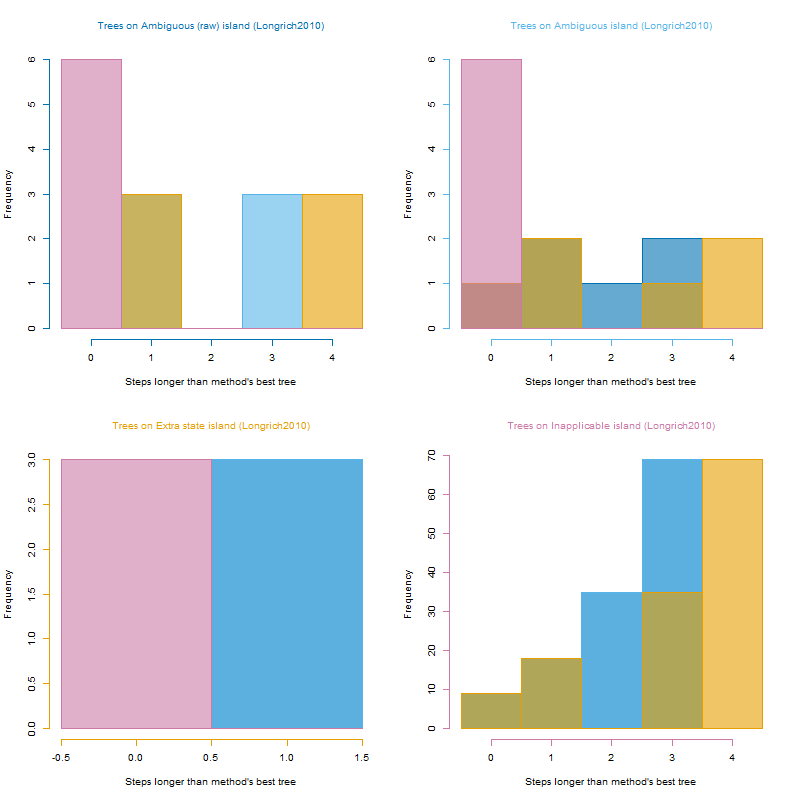 Trees on Ambiguous (raw) island (Longrich2010)
Frequency
6
5
4
3
2
1
0
0 1 2 3 4
Steps longer than method's best tree
Trees on Ambiguous island (Longrich2010)
Frequency
6
5
4
3
2
1
0
0 1 2 3 4
Steps longer than method's best tree
Trees on Extra state island (Longrich2010)
Frequency
3.0
2.5
2.0
1.5
1.0
0.5
0.0
-0.5 0.0 0.5 1.0 1.5
Steps longer than method's best tree
Trees on Inapplicable island (Longrich2010)
Frequency
70
60
50
40
30
20
10
0
0 1 2 3 4
Steps longer than method's best tree